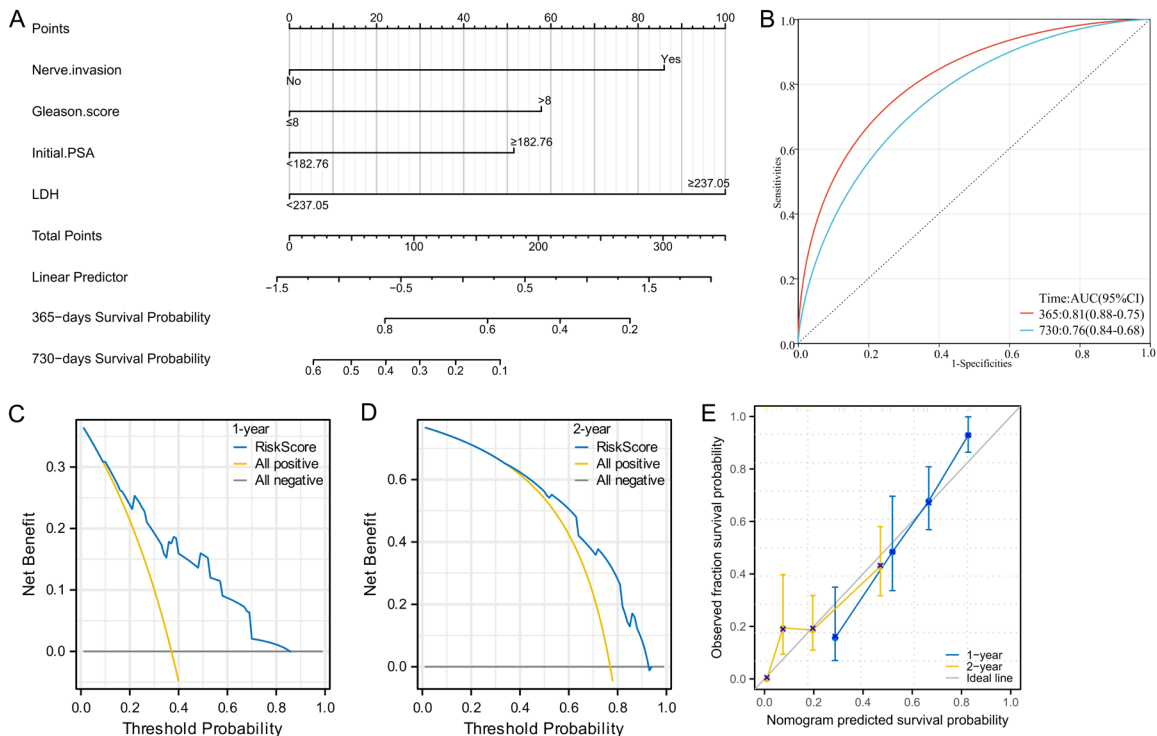 A
Points
0 20 40 60 80 100
Nerve.invasion
Yes
No
Gleason.score
>8
≤8
Initial.PSA
≥182.76
<182.76
LDH
≥237.05
<237.05
Total Points
0 100 200 300
Linear Predictor
−1.5 −0.5 0.5 1.5
365−days Survival Probability
0.8 0.6 0.4 0.2
730−days Survival Probability
0.6 0.5 0.4 0.3 0.2 0.1
B
Sensitivities
1.0
0.8
0.6
0.4
0.2
0.0
Time:AUC(95%CI)
365:0.81(0.88-0.75)
730:0.76(0.84-0.68)
0.0 0.2 0.4 0.6 0.8 1.0
1-Specificities
C
Net Benefit
0.3
0.2
0.1
0.0
1-year
RiskScore
All positive
All negative
0.0 0.2 0.4 0.6 0.8 1.0
Threshold Probability
D
Net Benefit
0.6
0.4
0.2
0.0
2-year
RiskScore
All positive
All negative
0.0 0.2 0.4 0.6 0.8 1.0
Threshold Probability
E
Observed fraction survival probability
1.0
0.8
0.6
0.4
0.2
0.0
1−year
2−year
Ideal line
0.0 0.2 0.4 0.6 0.8 1.0
Nomogram predicted survival probability